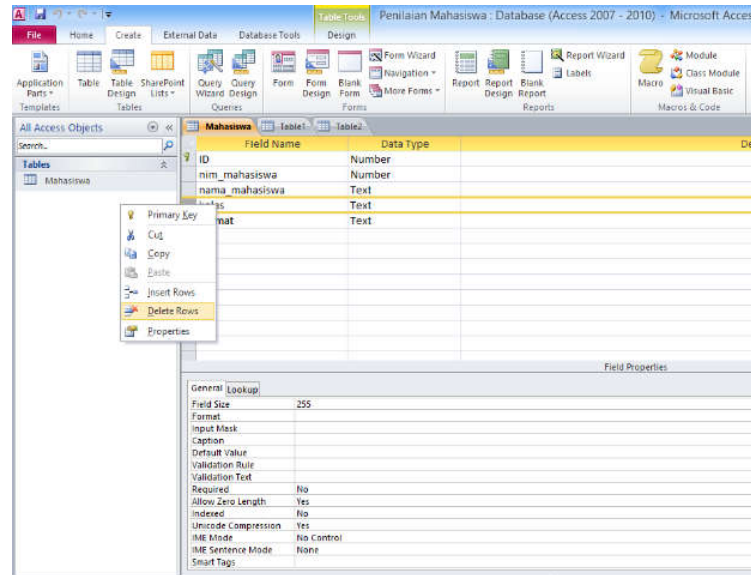 Table Tools
Penilaian Mahasiswa : Database (Access 2007 - 2010) - Microsoft Acce
File Home Create External Data Database Tools Design
Application Parts
Table
Table Design
SharePoint Lists
Query Wizard
Query Design
Form
Form Design
Blank Form
Form Wizard
Navigation
More Forms
Report
Report Design
Blank Report
Report Wizard
Labels
Macro
Module
Class Module
Visual Basic
Templates Tables Queries Forms Reports Macros & Code
All Access Objects
Search..
Tables
Mahasiswa
Mahasiswa Table1 Table2
Field Name Data Type De
ID Number
nim_mahasiswa Number
nama_mahasiswa Text
Text
mat Text
Primary Key
Cut
Copy
Paste
Insert Rows
Delete Rows
Properties
Field Properties
General Lookup
Field Size 255
Format
Input Mask
Caption
Default Value
Validation Rule
Validation Text
Required No
Allow Zero Length Yes
Indexed No
Unicode Compression Yes
IME Mode No Control
IME Sentence Mode None
Smart Tags